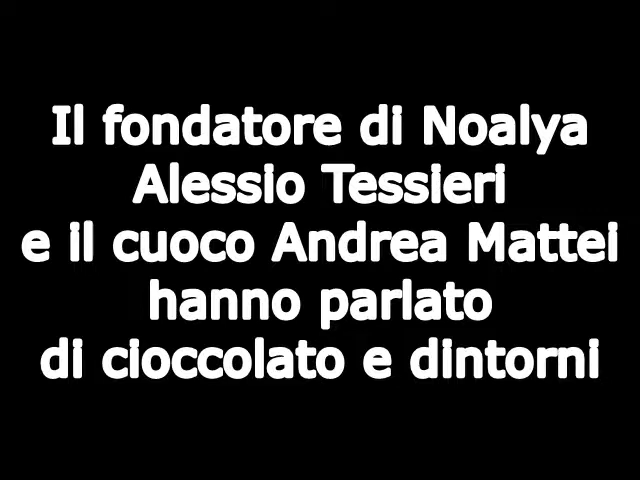 Il fondatore di Noalya
Alessio Tessieri
e il cuoco Andrea Mattei
hanno parlato
di cioccolato e dintorni